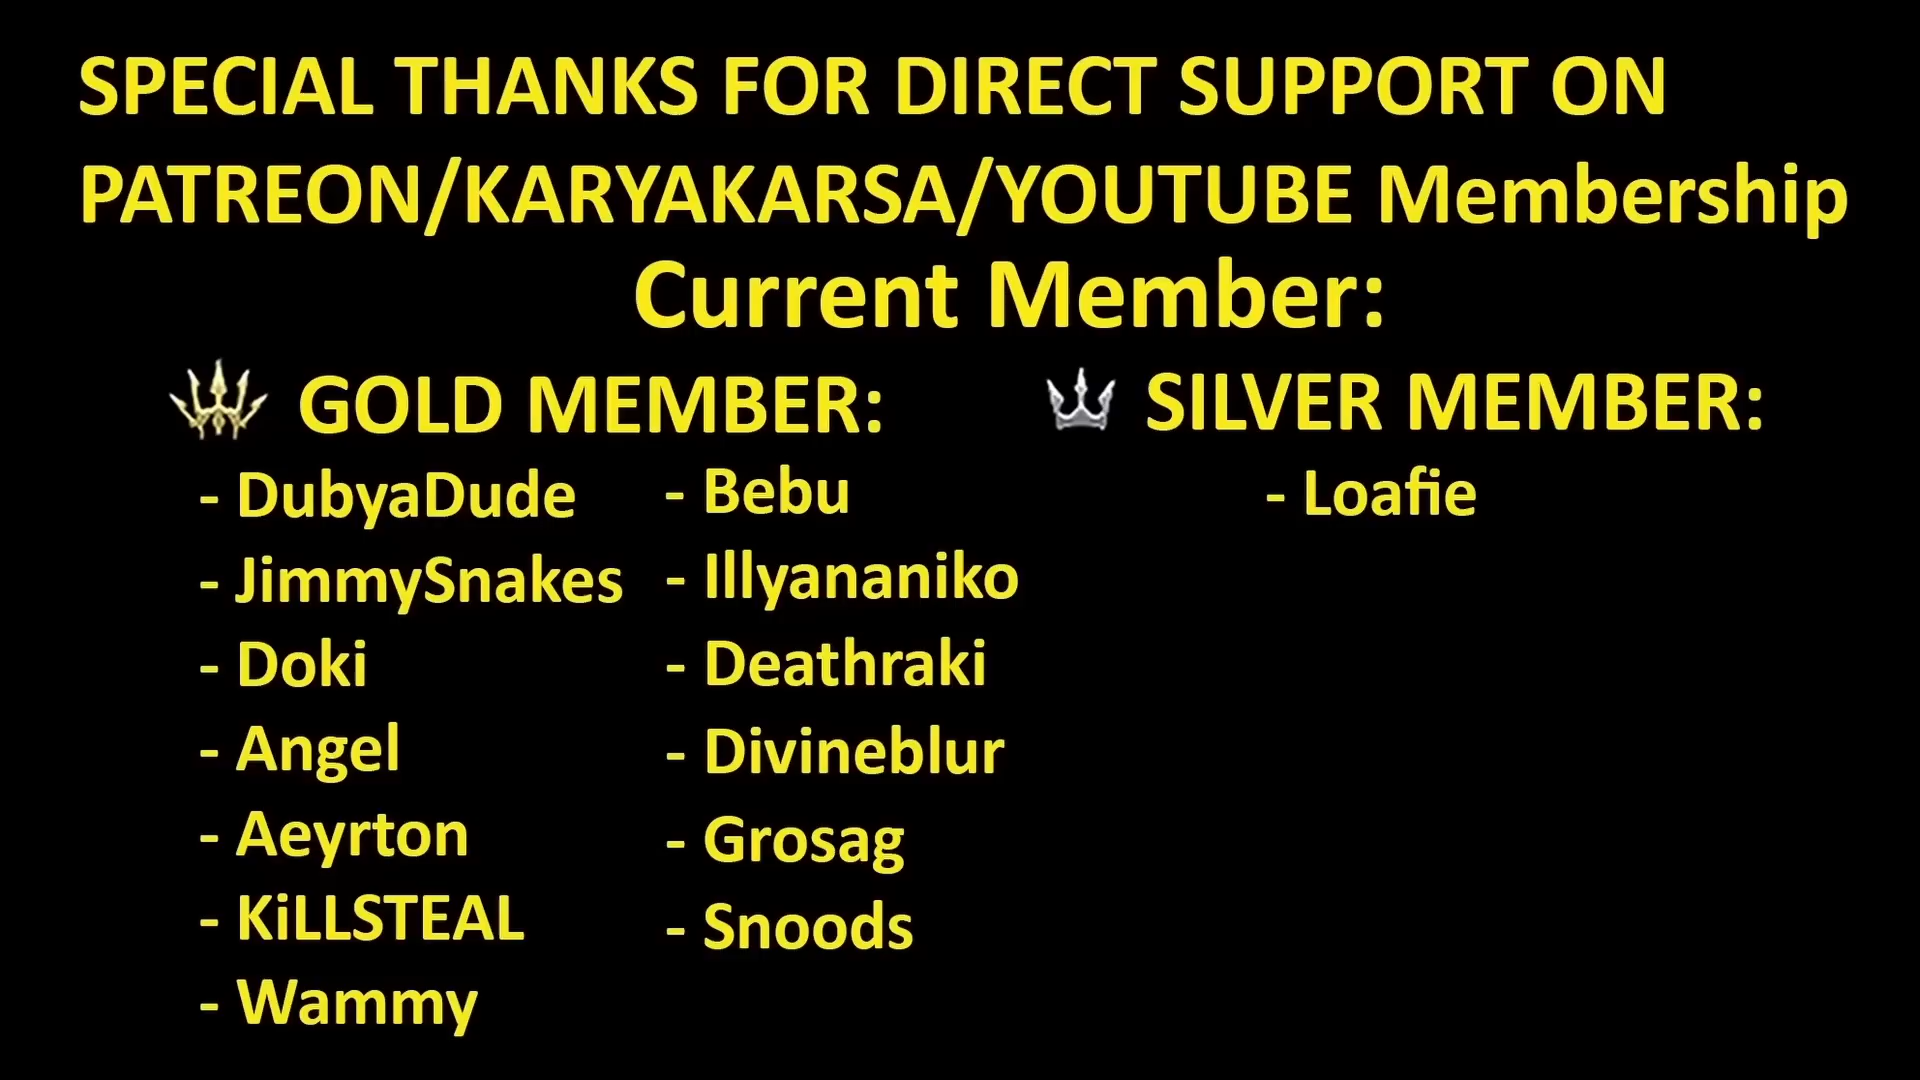 SPECIAL THANKS FOR DIRECT SUPPORT ON
PATREON/KARYAKARSA/YOUTUBE Membership
Current Member:
GOLD MEMBER:
- DubyaDude
- JimmySnakes
- Doki
- Angel
- Aeyrton
- KiLLSTEAL
- Wammy
- Bebu
- Illyananiko
- Deathraki
- Divineblur
- Grosag
- Snoods
SILVER MEMBER:
- Loafie